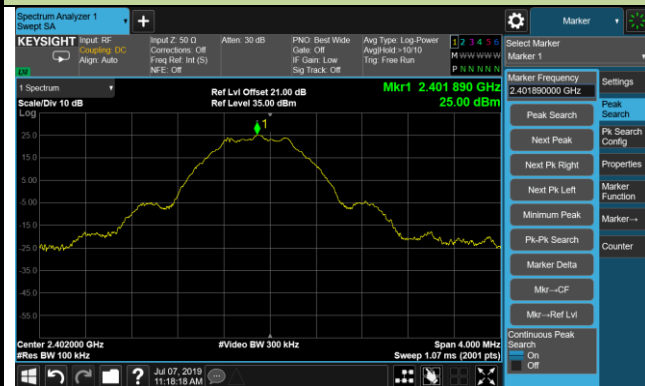 Spectrum Analyzer 1
Swept SA
Marker
KEYSIGHT
Input: RF
Coupling: DC
Align: Auto
Input Z: 50 Ω
Corrections: Off
Freq Ref: Int (S)
NFE: Off
Atten: 30 dB
PNO: Best Wide
Gate: Off
IF Gain: Low
Sig Track: Off
Avg Type: Log-Power
Avg|Hold:>10/10
Trig: Free Run
1 2 3 4 5 6
M W W W W W
P N N N N N
LXI
Select Marker
Marker 1
1 Spectrum
Scale/Div 10 dB
Log
Ref Lvl Offset 21.00 dB
Ref Level 35.00 dBm
Mkr1 2.401 890 GHz
25.00 dBm
1
25.0
15.0
5.00
-5.00
-15.0
-25.0
-35.0
-45.0
-55.0
Center 2.402000 GHz
#Res BW 100 kHz
#Video BW 300 kHz
Span 4.000 MHz
Sweep 1.07 ms (2001 pts)
Marker Frequency
2.401890000 GHz
Peak Search
Next Peak
Next Pk Right
Next Pk Left
Minimum Peak
Pk-Pk Search
Marker Delta
Mkr→CF
Mkr→Ref Lvl
Continuous Peak
Search
On
Off
Settings
Peak
Search
Pk Search
Config
Properties
Marker
Function
Marker→
Counter
?
Jul 07, 2019
11:18:18 AM